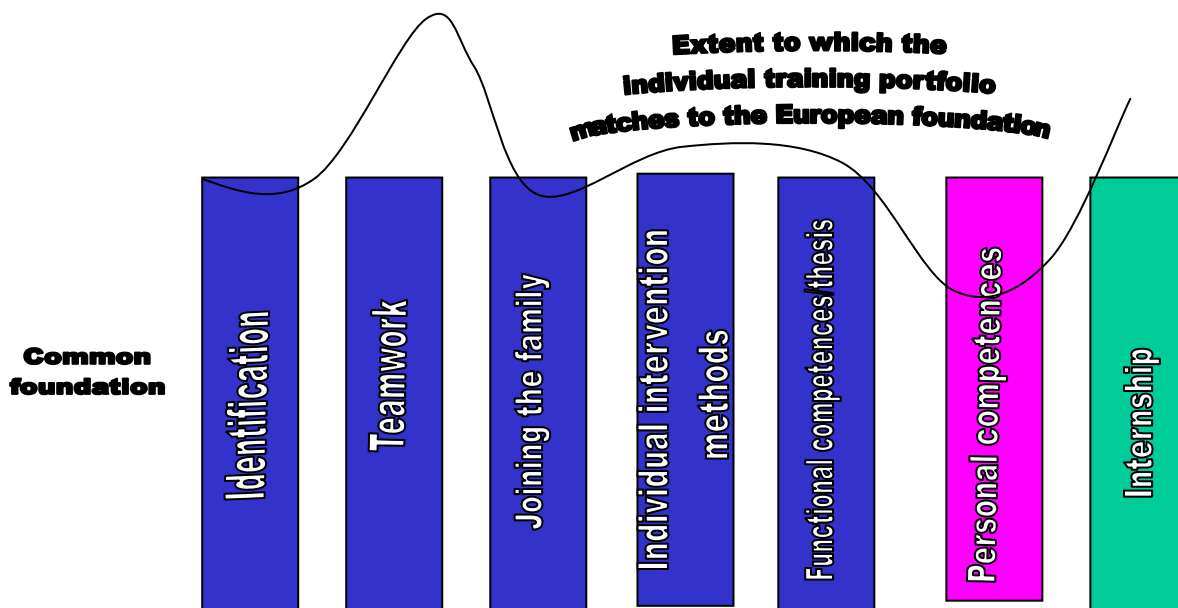 Extent to which the
individual training portfolio
matches to the European foundation
Common
foundation
Identification
Teamwork
Joining the family
Individual intervention
methods
Functional competences/thesis
Personal competences
Internship